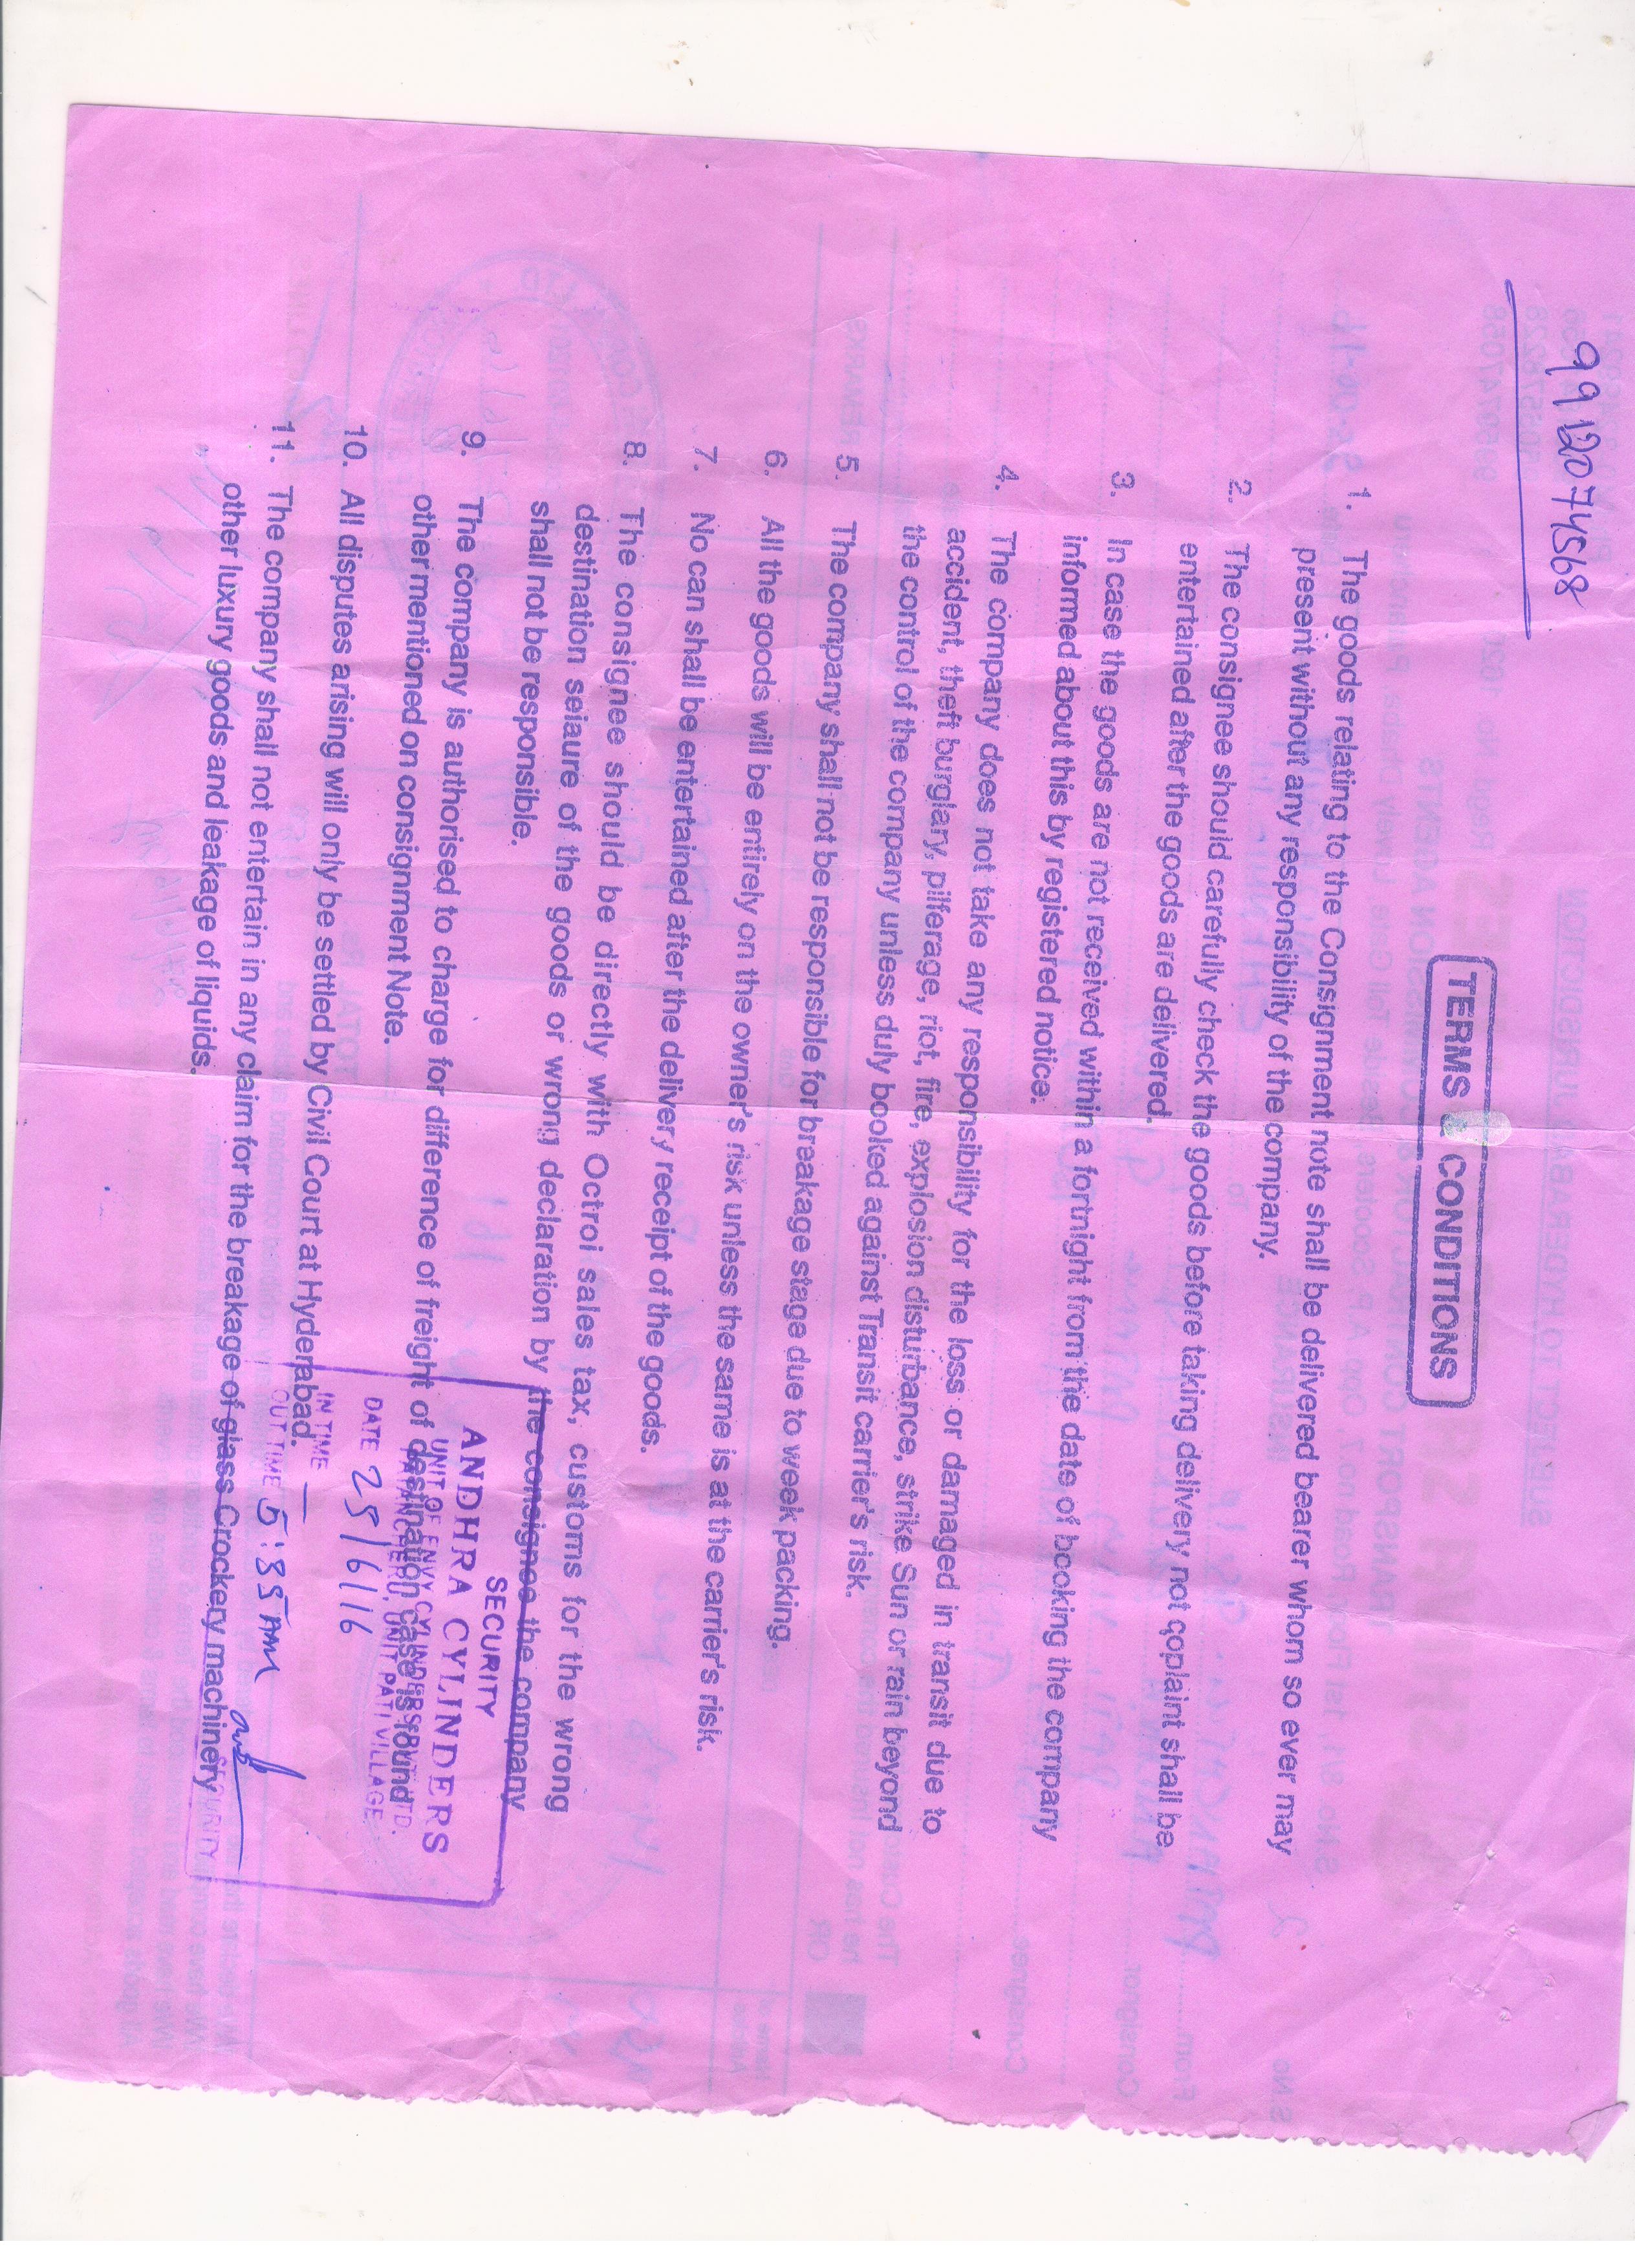 9912074568
TERMS & CONDITIONS
1. The goods relating to the Consignment note shall be delivered bearer whom so ever may
present without any responsibility of the company.
2. The consignee should carefully check the goods before taking delivery not coplaint shall be
entertained after the goods are delivered.
3. In case the goods are not received within a fortnight from the date of booking the company
informed about this by registered notice.
4. The company does not take any responsibility for the loss or damaged in transit due to
accident, theft burglary, pilferage, riot, fire, explosion disturbance, strike Sun or rain beyond
the control of the company unless duly booked against Transit carrier's risk.
5. The company shall not be responsible for breakage stage due to week packing.
6. All the goods will be entirely on the owner's risk unless the same is at the carrier's risk.
7. No can shall be entertained after the delivery receipt of the goods.
8. The consignee should be directly with Octroi sales tax, customs for the wrong
destination seiaure of the goods or wrong declaration by the consignee the company
shall not be responsible.
9. The company is authorised to charge for difference of freight of destination case is found
other mentioned on consignment Note.
10. All disputes arising will only be settled by Civil Court at Hyderabad.
11. The company shall not entertain in any claim for the breakage of glass Crockery machinery
other luxury goods and leakage of liquids.
SECURITY
ANDHRA CYLINDERS
UNIT OF ENVY CYLINDERS PVT. LTD.
PATANCHERU, UNIT PATI VILLAGE
DATE 25/6/16
IN TIME —
OUT TIME 5:35 AM
SECURITY